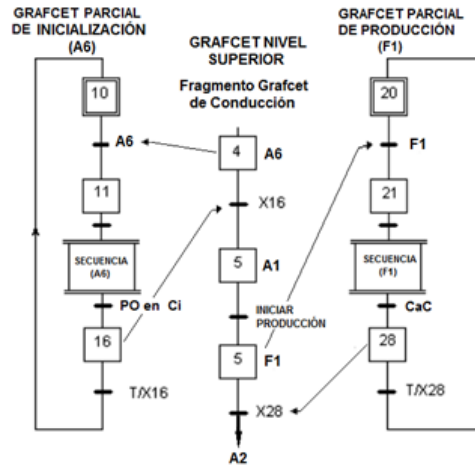 GRAFCET PARCIAL
DE INICIALIZACIÓN
(A6)
10
A6
11
SECUENCIA
(A6)
PO en Ci
16
T/X16
GRAFCET NIVEL
SUPERIOR
Fragmento Grafcet
de Conducción
4 A6
X16
5 A1
INICIAR
PRODUCCIÓN
5 F1
X28
A2
GRAFCET PARCIAL
DE PRODUCCIÓN
(F1)
20
F1
21
SECUENCIA
(F1)
CaC
28
T/X28